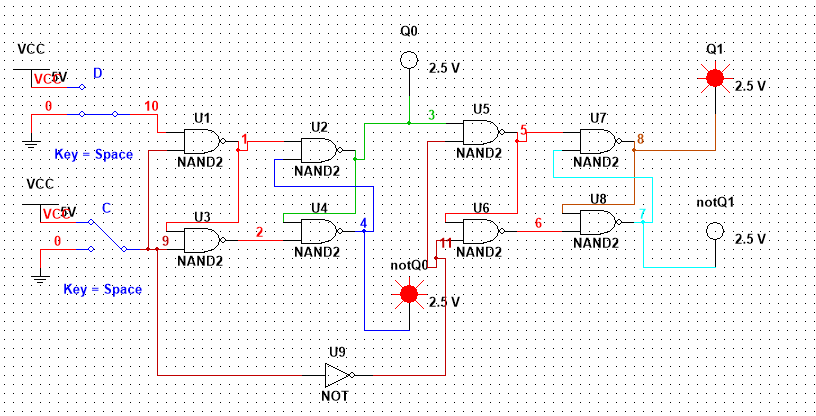 Q0
2.5 V
Q1
2.5 V
VCC
VCC
5V
D
0
10
Key = Space
U1
NAND2
1
U2
NAND2
3
U5
NAND2
5
U7
NAND2
8
VCC
VCC
5V
C
0
9
Key = Space
U3
NAND2
2
U4
NAND2
4
U6
NAND2
11
6
U8
NAND2
7
notQ1
2.5 V
notQ0
2.5 V
U9
NOT